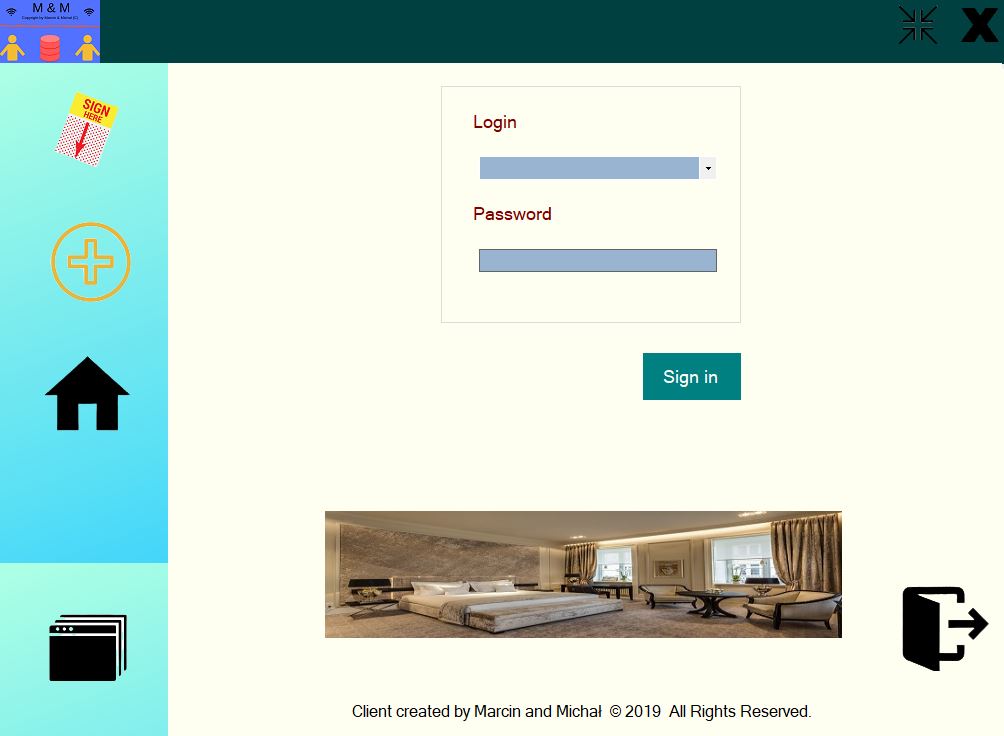 M & M
Copyright by Marcin & Michał (C)
SIGN
HERE
Login
Password
Sign in
Client created by Marcin and Michał © 2019 All Rights Reserved.